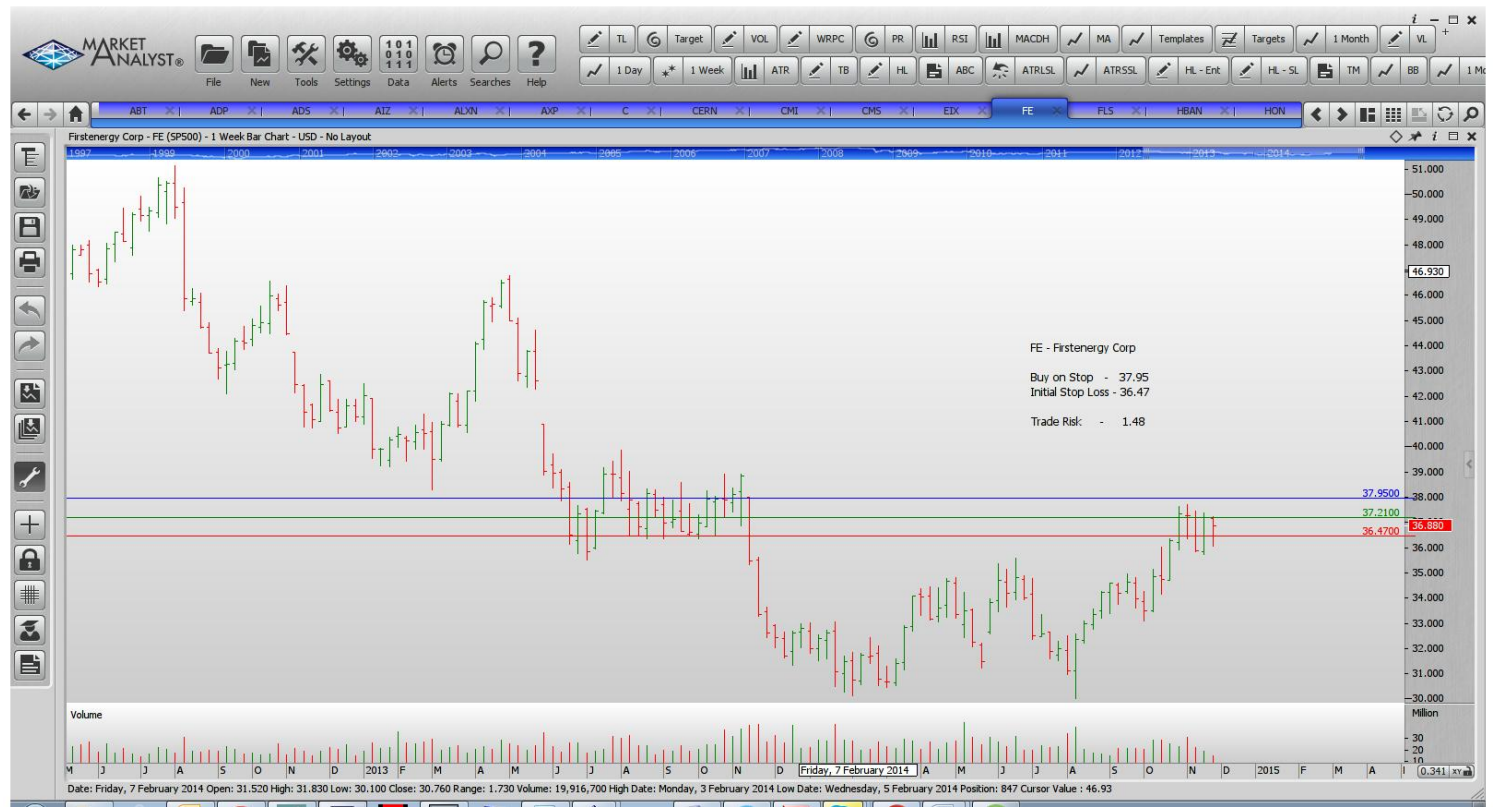 i
MARKET ANALYST®
File New Tools Settings Data Alerts Searches Help
TL Target VOL WRPC PR RSI MACDH MA Templates Targets 1 Month VL
1 Day 1 Week ATR TB HL ABC ATRLSL ATRSSL HL - Ent HL - SL TM BB 1 Mo
101
010
111
ABT ADP ADS AIZ ALXN AXP C CERN CMI CMS EIX FE FLS HBAN HON
Firstenergy Corp - FE (SP500) - 1 Week Bar Chart - USD - No Layout
1997 1999 2000 2001 2002 2003 2004 2005 2006 2007 2008 2009 2010 2011 2012 2013 2014
51.000
50.000
49.000
48.000
46.930
46.000
45.000
44.000
43.000
42.000
41.000
40.000
39.000
38.000
36.880
36.000
35.000
34.000
33.000
32.000
31.000
30.000
FE - Firstenergy Corp
Buy on Stop - 37.95
Initial Stop Loss - 36.47
Trade Risk - 1.48
37.9500
37.2100
36.4700
Volume
Million
30
20
10
M J J A S O N D 2013 F M A M J J A S O N D Friday, 7 February 2014 A M J J A S O N D 2015 F M A
0.341 XY
Date: Friday, 7 February 2014 Open: 31.520 High: 31.830 Low: 30.100 Close: 30.760 Range: 1.730 Volume: 19,916,700 High Date: Monday, 3 February 2014 Low Date: Wednesday, 5 February 2014 Position: 847 Cursor Value : 46.93